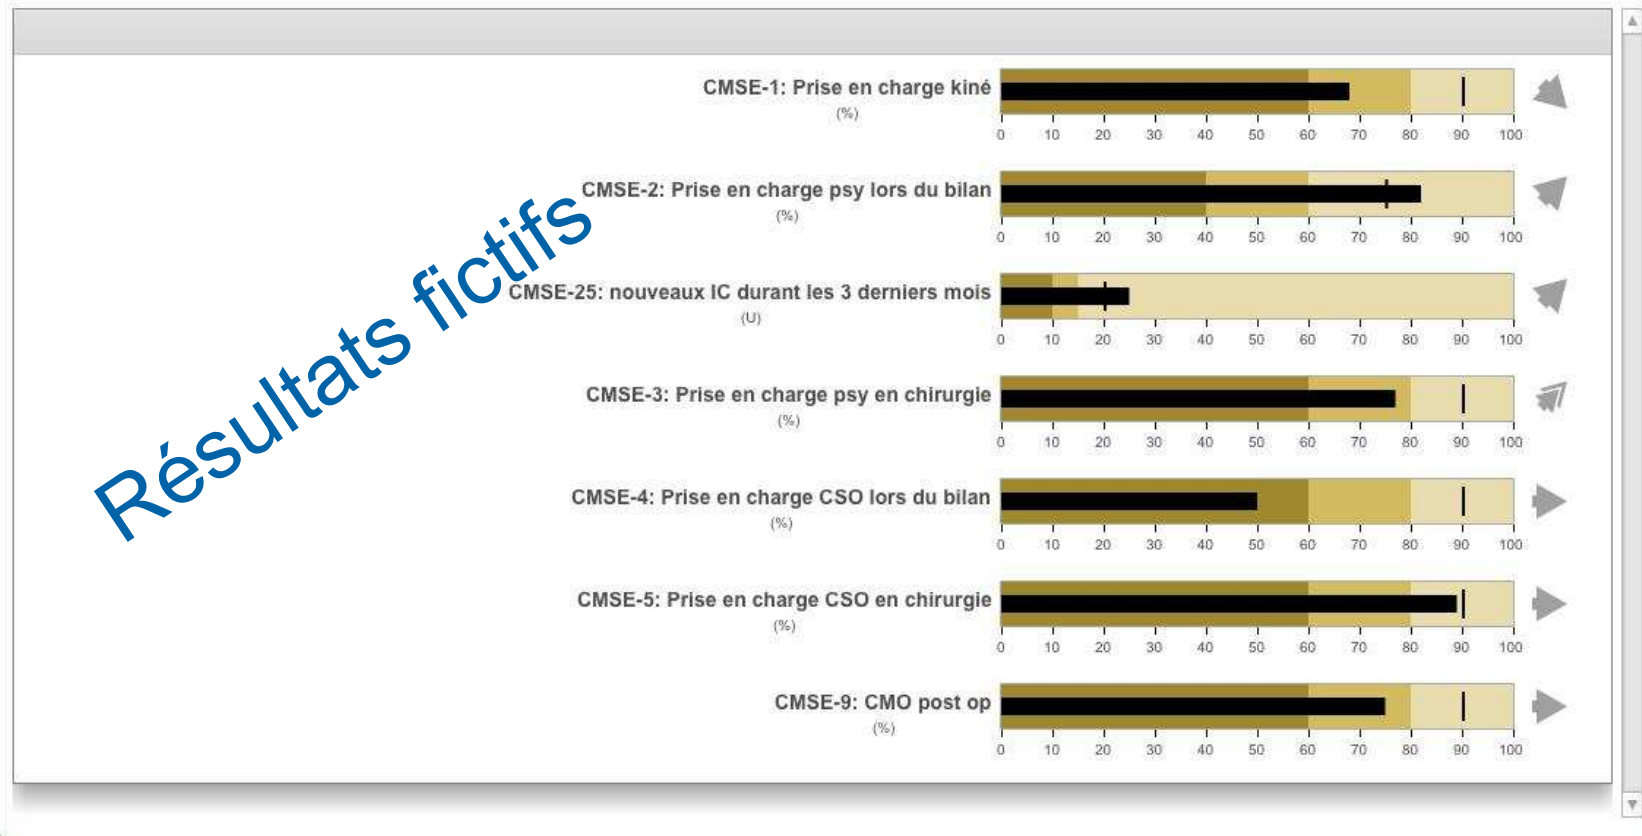 CMSE-1: Prise en charge kiné
(%)
0 10 20 30 40 50 60 70 80 90 100
CMSE-2: Prise en charge psy lors du bilan
(%)
0 10 20 30 40 50 60 70 80 90 100
CMSE-25: nouveaux IC durant les 3 derniers mois
(U)
0 10 20 30 40 50 60 70 80 90 100
CMSE-3: Prise en charge psy en chirurgie
(%)
0 10 20 30 40 50 60 70 80 90 100
Résultats fictifs
CMSE-4: Prise en charge CSO lors du bilan
(%)
0 10 20 30 40 50 60 70 80 90 100
CMSE-5: Prise en charge CSO en chirurgie
(%)
0 10 20 30 40 50 60 70 80 90 100
CMSE-9: CMO post op
(%)
0 10 20 30 40 50 60 70 80 90 100